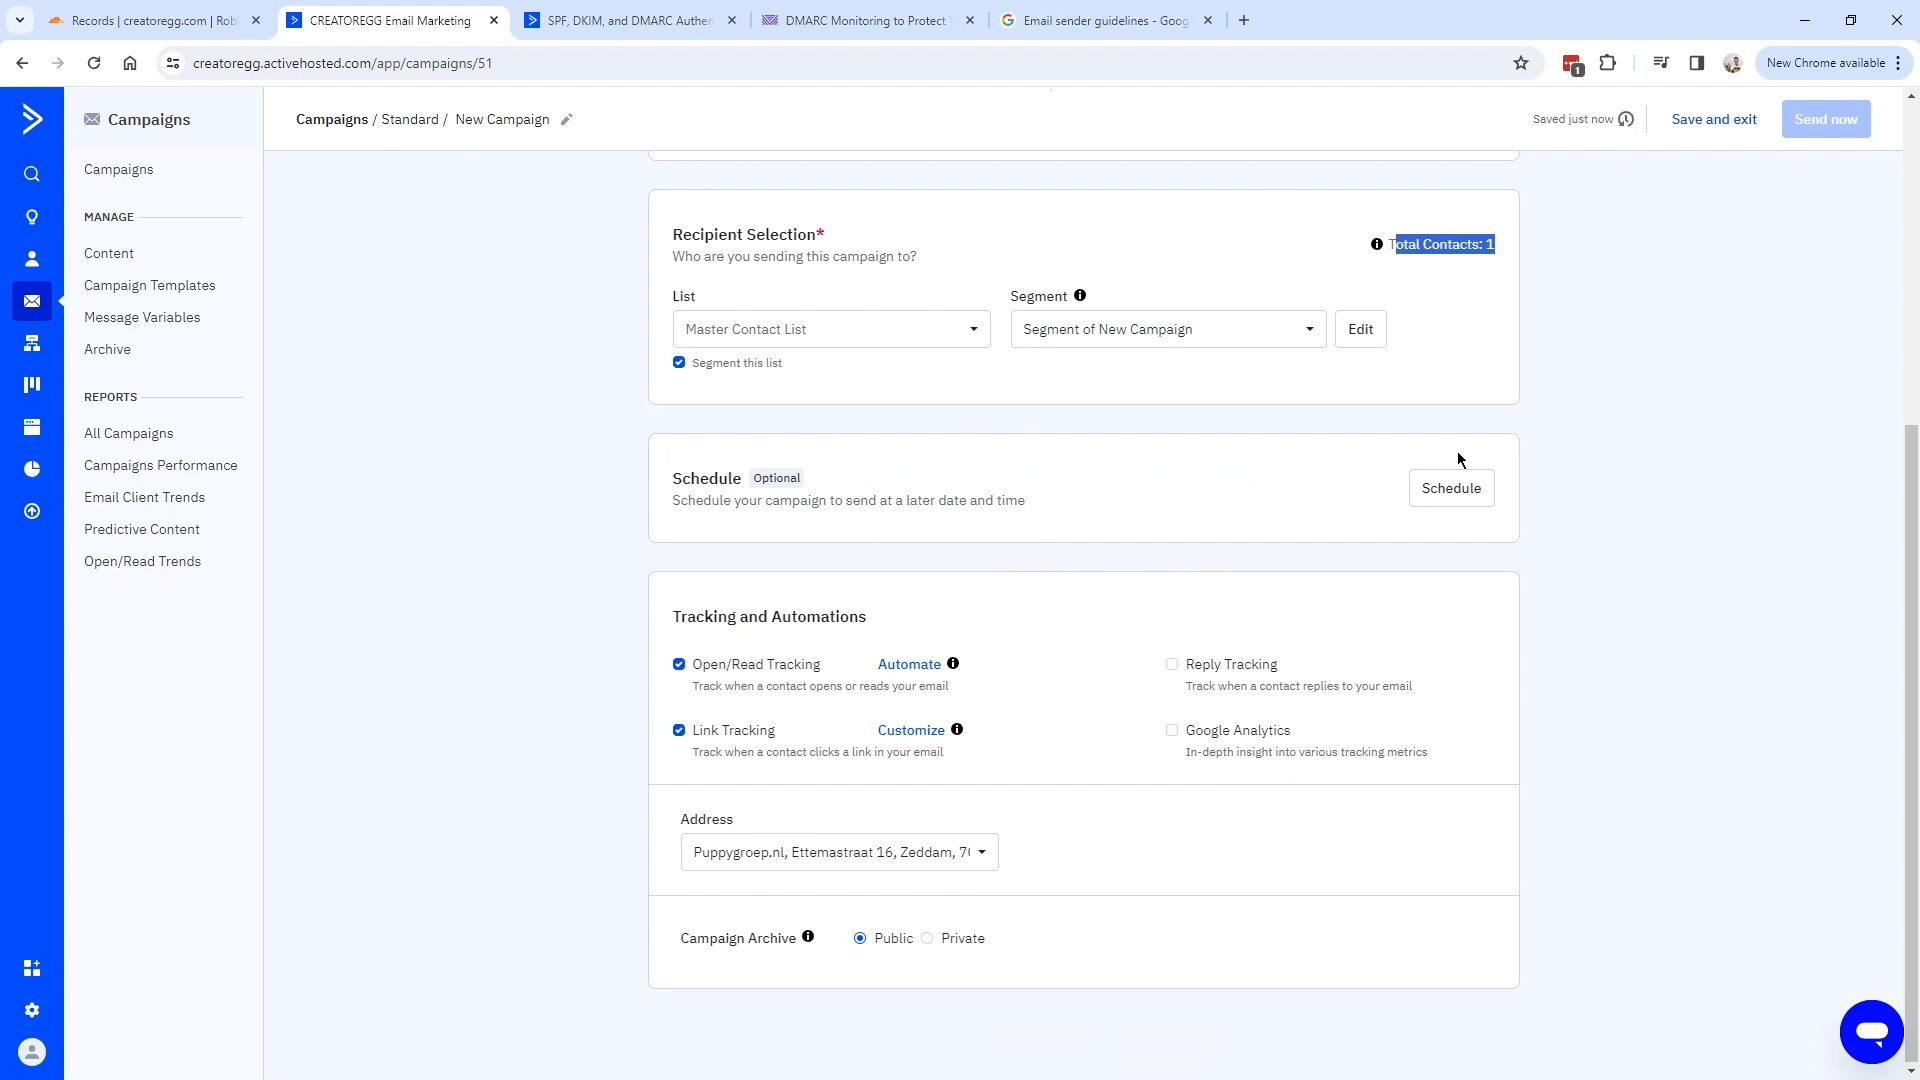 Records | creatoregg.com | Rob
CREATOREGG Email Marketing
SPF, DKIM, and DMARC Authen
DMARC Monitoring to Protect
Email sender guidelines - Goog
creatoregg.activehosted.com/app/campaigns/51
1
New Chrome available
Campaigns
Campaigns / Standard / New Campaign
Saved just now
Save and exit
Send now
Campaigns
MANAGE
Content
Campaign Templates
Message Variables
Archive
REPORTS
All Campaigns
Campaigns Performance
Email Client Trends
Predictive Content
Open/Read Trends
Recipient Selection*
Who are you sending this campaign to?
Total Contacts: 1
List
Segment
Master Contact List
Segment of New Campaign
Edit
Segment this list
Schedule Optional
Schedule your campaign to send at a later date and time
Schedule
Tracking and Automations
Open/Read Tracking
Automate
Track when a contact opens or reads your email
Reply Tracking
Track when a contact replies to your email
Link Tracking
Customize
Track when a contact clicks a link in your email
Google Analytics
In-depth insight into various tracking metrics
Address
Puppygroep.nl, Ettemastraat 16, Zeddam, 7(
Campaign Archive
Public
Private